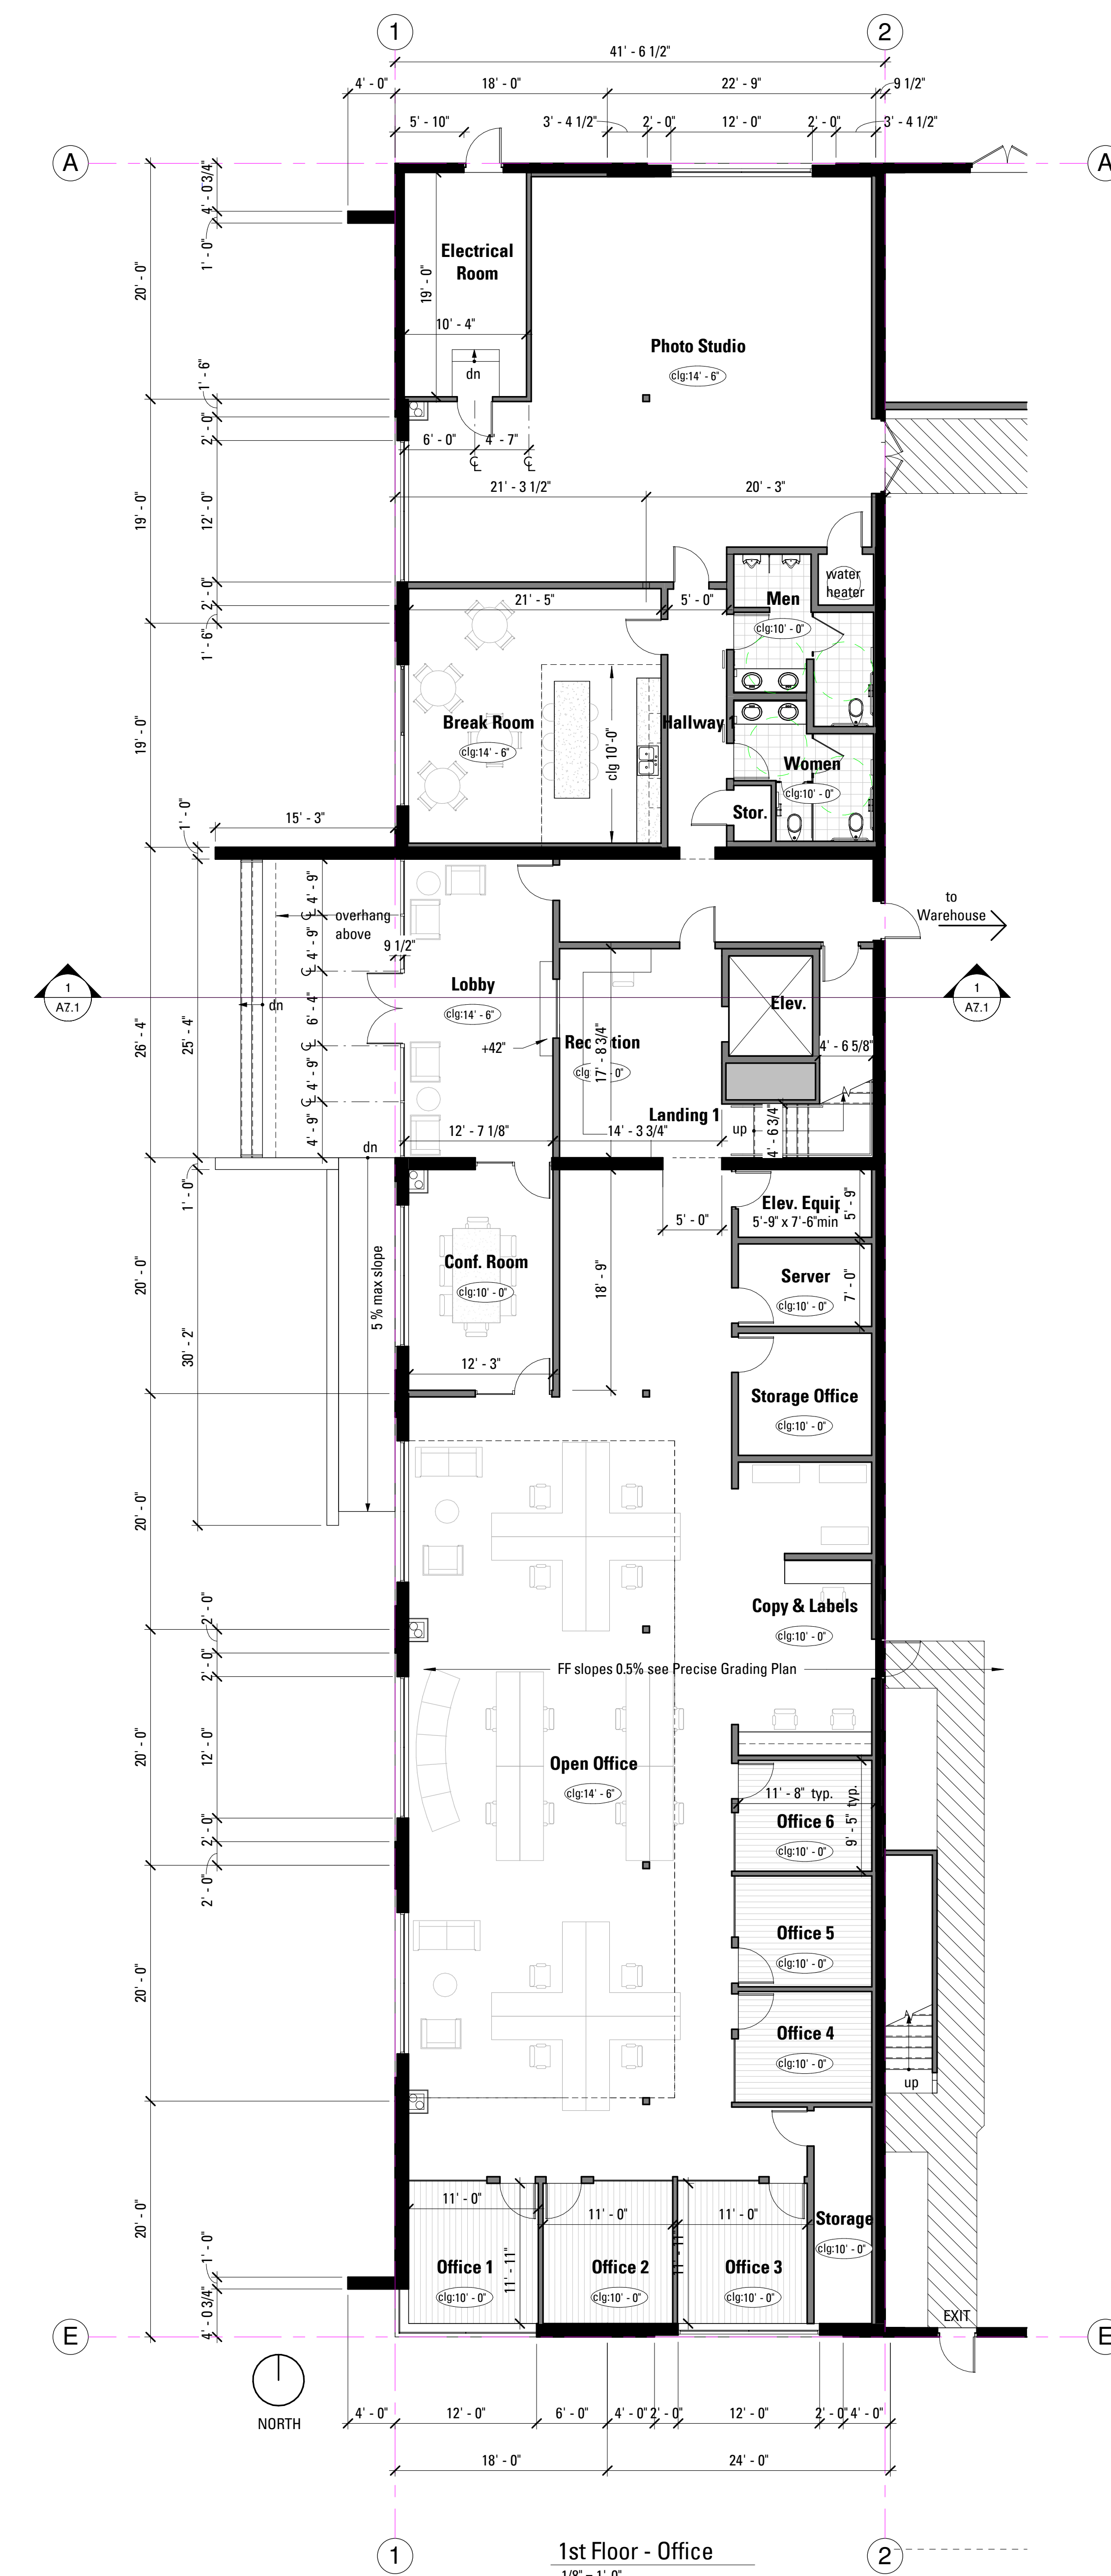 1
2
41' - 6 1/2"
4' - 0"
18' - 0"
22' - 9"
9 1/2"
5' - 10"
3' - 4 1/2"
2' - 0"
12' - 0"
2' - 0"
3' - 4 1/2"
A
A
4' - 0 3/4"
1' - 0"
20' - 0"
Electrical
Room
19' - 0"
10' - 4"
dn
Photo Studio
clg:14' - 6"
1' - 6"
2' - 0"
6' - 0"
4' - 7"
21' - 3 1/2"
20' - 3"
19' - 0"
12' - 0"
2' - 0"
1' - 6"
water
heater
Men
clg:10' - 0"
21' - 5"
5' - 0"
19' - 0"
Break Room
clg:14' - 6"
clg 10'-0"
Hallway 1
Women
clg:10' - 0"
Stor.
1' - 0"
15' - 3"
4' - 9"
overhang
above
9 1/2"
4' - 9"
to
Warehouse
1
A7.1
1
A7.1
dn
Lobby
clg:14' - 6"
Elev.
6' - 4"
+42"
17' - 8 3/4"
4' - 6 5/8"
26' - 4"
25' - 4"
4' - 9"
Landing 1
up
4' - 6 3/4"
4' - 9"
12' - 7 1/8"
14' - 3 3/4"
dn
1' - 0"
5' - 0"
Elev. Equip
5'-9" x 7'-6"min
5' - 9"
Conf. Room
clg:10' - 0"
18' - 9"
Server
clg:10' - 0"
7' - 0"
20' - 0"
5 % max slope
30' - 2"
12' - 3"
Storage Office
clg:10' - 0"
20' - 0"
2' - 0"
Copy & Labels
clg:10' - 0"
2' - 0"
FF slopes 0.5% see Precise Grading Plan
20' - 0"
12' - 0"
Open Office
clg:14' - 6"
11' - 8" typ.
9' - 5" typ.
Office 6
clg:10' - 0"
2' - 0"
2' - 0"
Office 5
clg:10' - 0"
20' - 0"
Office 4
clg:10' - 0"
up
20' - 0"
11' - 0"
11' - 0"
11' - 0"
Storage
clg:10' - 0"
1' - 0"
Office 1
clg:10' - 0"
11' - 11"
Office 2
clg:10' - 0"
11' - 11"
Office 3
clg:10' - 0"
4' - 0 3/4"
EXIT
E
E
NORTH
4' - 0"
12' - 0"
6' - 0"
4' - 0"
2' - 0"
12' - 0"
2' - 0"
4' - 0"
18' - 0"
24' - 0"
1
1st Floor - Office
2